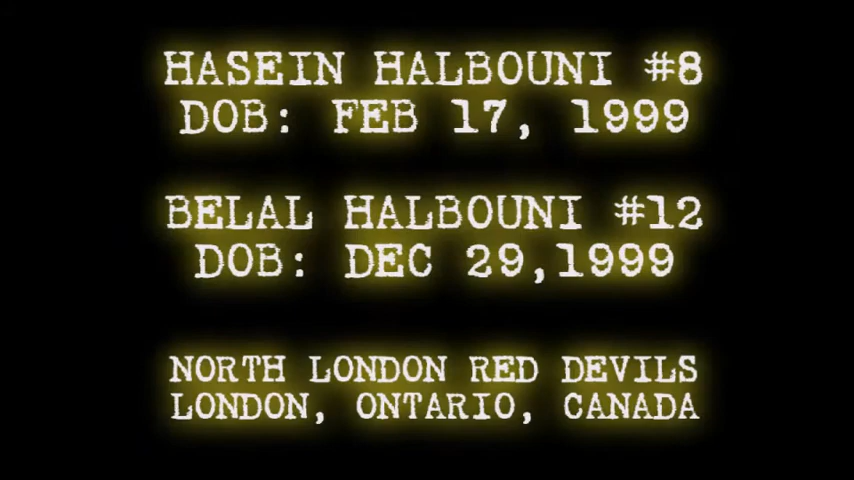 HASEIN HALBOUNI #8
DOB: FEB 17, 1999
BELAL HALBOUNI #12
DOB: DEC 29,1999
NORTH LONDON RED DEVILS
LONDON, ONTARIO, CANADA